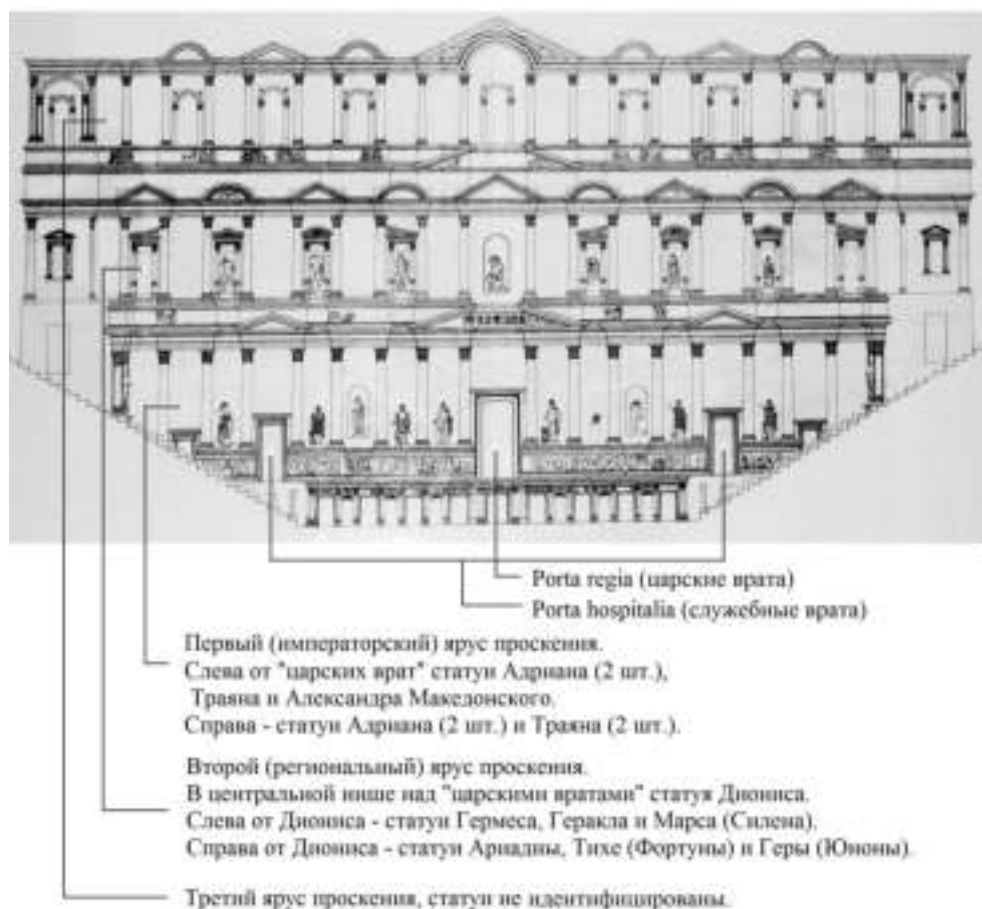 Porta regia (царские врата)
Porta hospitalia (служебные врата)
Первый (императорский) ярус проскения.
Слева от "царских врат" статуи Адриана (2 шт.),
Траяна и Александра Македонского.
Справа - статуи Адриана (2 шт.) и Траяна (2 шт.).
Второй (региональный) ярус проскения.
В центральной нише над "царскими вратами" статуя Диониса.
Слева от Диониса - статуи Гермеса, Геракла и Марса (Силена).
Справа от Диониса - статуи Ариадны, Тихе (Фортуны) и Геры (Юноны).
Третий ярус проскения, статуи не идентифицированы.